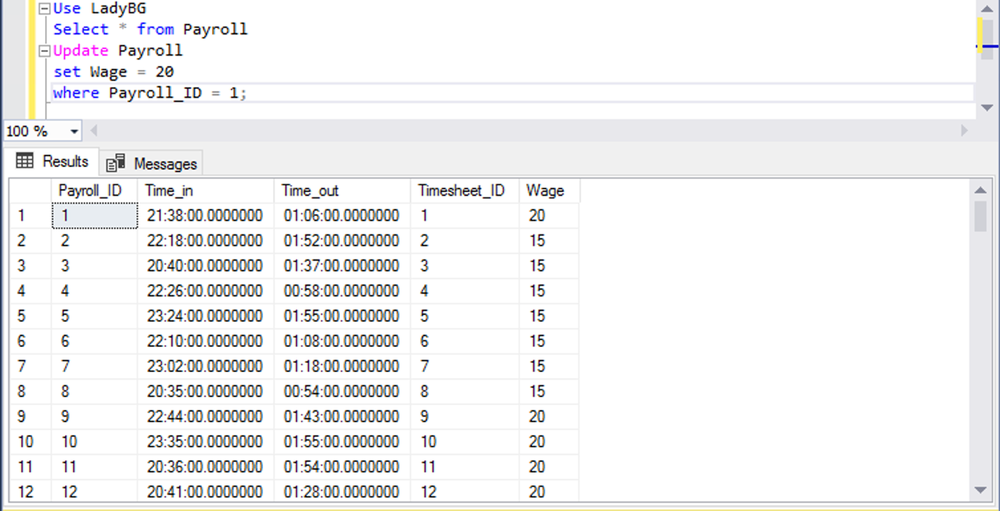 Use LadyBG
Select * from Payroll
Update Payroll
set Wage = 20
where Payroll_ID = 1;
100 %
Results Messages
Payroll_ID Time_in Time_out Timesheet_ID Wage
1 1 21:38:00.0000000 01:06:00.0000000 1 20
2 2 22:18:00.0000000 01:52:00.0000000 2 15
3 3 20:40:00.0000000 01:37:00.0000000 3 15
4 4 22:26:00.0000000 00:58:00.0000000 4 15
5 5 23:24:00.0000000 01:55:00.0000000 5 15
6 6 22:10:00.0000000 01:08:00.0000000 6 15
7 7 23:02:00.0000000 01:18:00.0000000 7 15
8 8 20:35:00.0000000 00:54:00.0000000 8 15
9 9 22:44:00.0000000 01:43:00.0000000 9 20
10 10 23:35:00.0000000 01:55:00.0000000 10 20
11 11 20:36:00.0000000 01:54:00.0000000 11 20
12 12 20:41:00.0000000 01:28:00.0000000 12 20